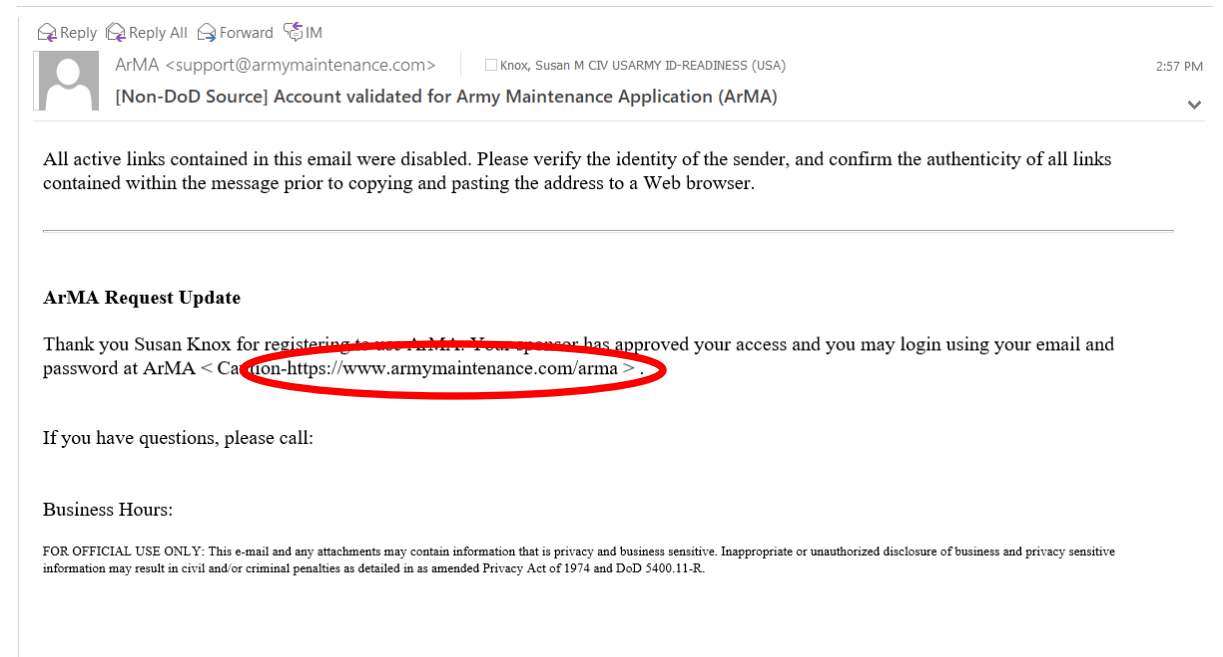 Reply Reply All Forward IM
ArMA <support@armymaintenance.com> Knox, Susan M CIV USARMY ID-READINESS (USA) 2:57 PM
[Non-DoD Source] Account validated for Army Maintenance Application (ArMA)
All active links contained in this email were disabled. Please verify the identity of the sender, and confirm the authenticity of all links
contained within the message prior to copying and pasting the address to a Web browser.
ArMA Request Update
Thank you Susan Knox for registering to use ArMA. Your sponsor has approved your access and you may login using your email and
password at ArMA < Caution-https://www.armymaintenance.com/arma > .
If you have questions, please call:
Business Hours:
FOR OFFICIAL USE ONLY: This e-mail and any attachments may contain information that is privacy and business sensitive. Inappropriate or unauthorized disclosure of business and privacy sensitive
information may result in civil and/or criminal penalties as detailed in as amended Privacy Act of 1974 and DoD 5400.11-R.